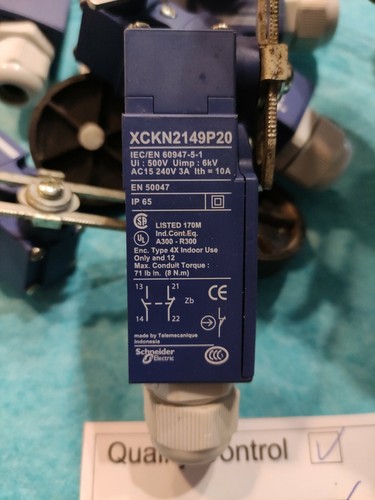 XCKN2149P20
IEC/EN 60947-5-1
Ui : 500V Uimp : 6kV
AC15 240V 3A Ith = 10A
EN 50047
IP 65
LISTED 170M
Ind.Cont.Eq.
A300 - R300
Enc. Type 4X Indoor Use
Only and 12
Max. Conduit Torque :
71 lb in. (8 N.m)
13 21
Zb
14 22
made by Telemecanique
Indonesia
Schneider
Electric
Quality Control